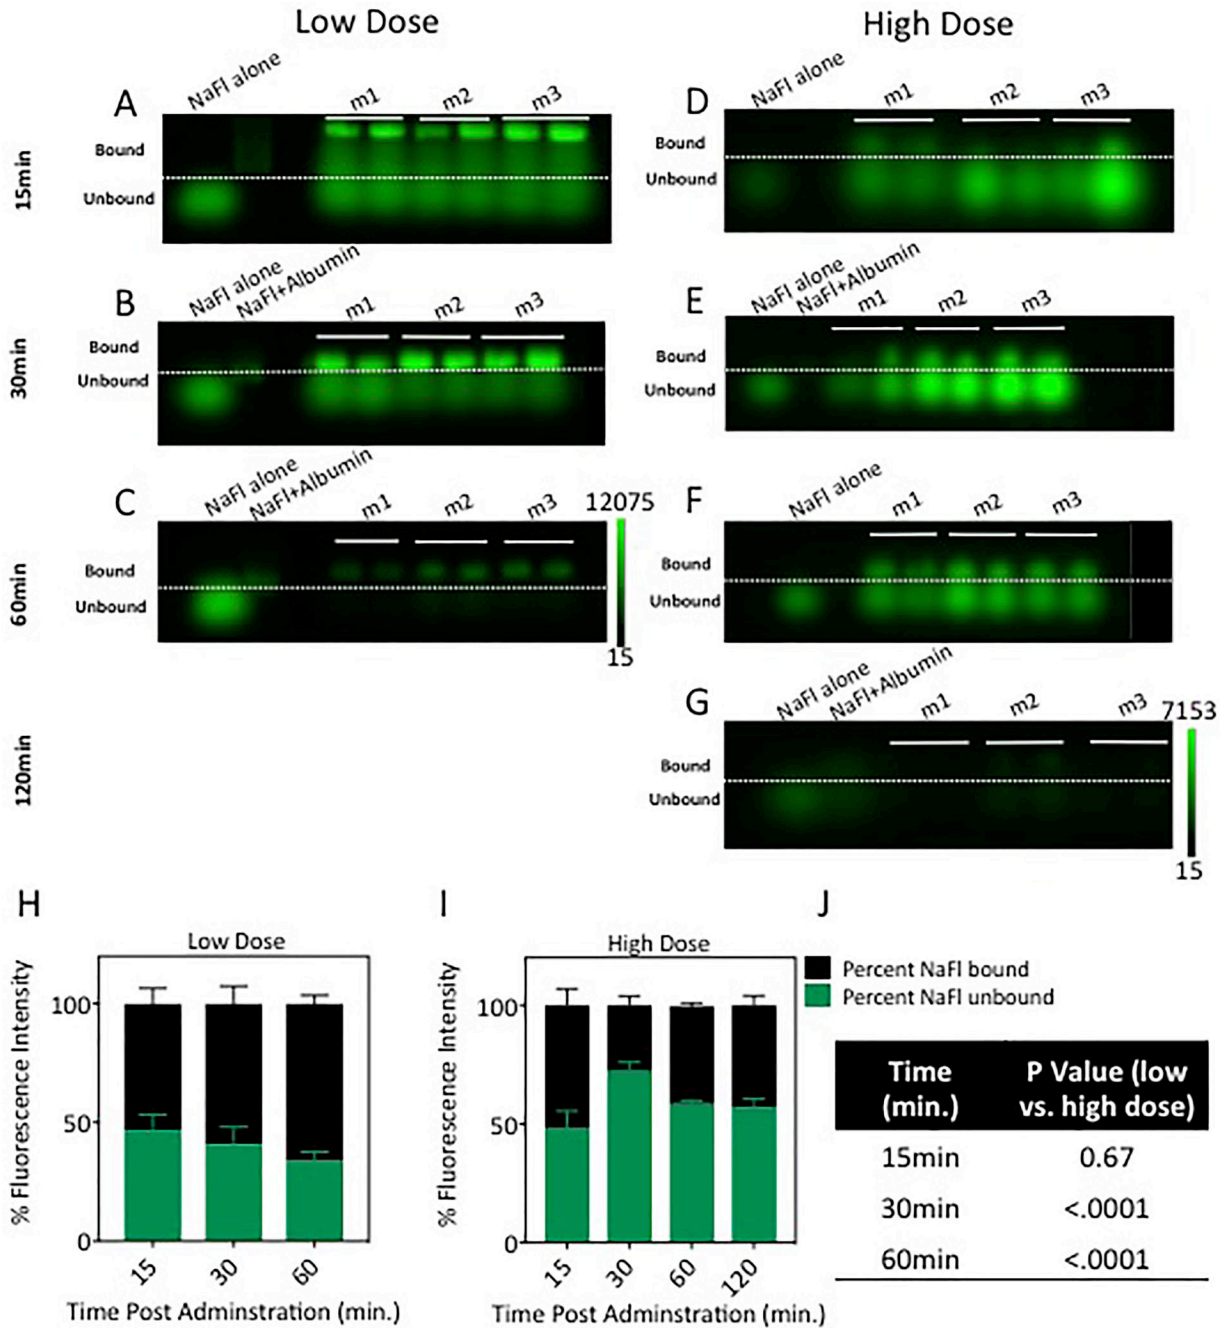 Low Dose
High Dose
15min
A
NaFl alone
m1
m2
m3
Bound
Unbound
D
NaFl alone
m1
m2
m3
Bound
Unbound
30min
B
NaFl alone
NaFl+Albumin
m1
m2
m3
Bound
Unbound
E
NaFl alone
NaFl+Albumin
m1
m2
m3
Bound
Unbound
60min
C
NaFl alone
NaFl+Albumin
m1
m2
m3
Bound
Unbound
12075
15
F
NaFl alone
m1
m2
m3
Bound
Unbound
120min
G
NaFl alone
NaFl+Albumin
m1
m2
m3
Bound
Unbound
7153
15
H
Low Dose
% Fluorescence Intensity
100
50
0
15
30
60
Time Post Adminstration (min.)
I
High Dose
% Fluorescence Intensity
100
50
0
15
30
60
120
Time Post Adminstration (min.)
J
Percent NaFl bound
Percent NaFl unbound
Time (min.)
P Value (low vs. high dose)
15min 0.67
30min <.0001
60min <.0001